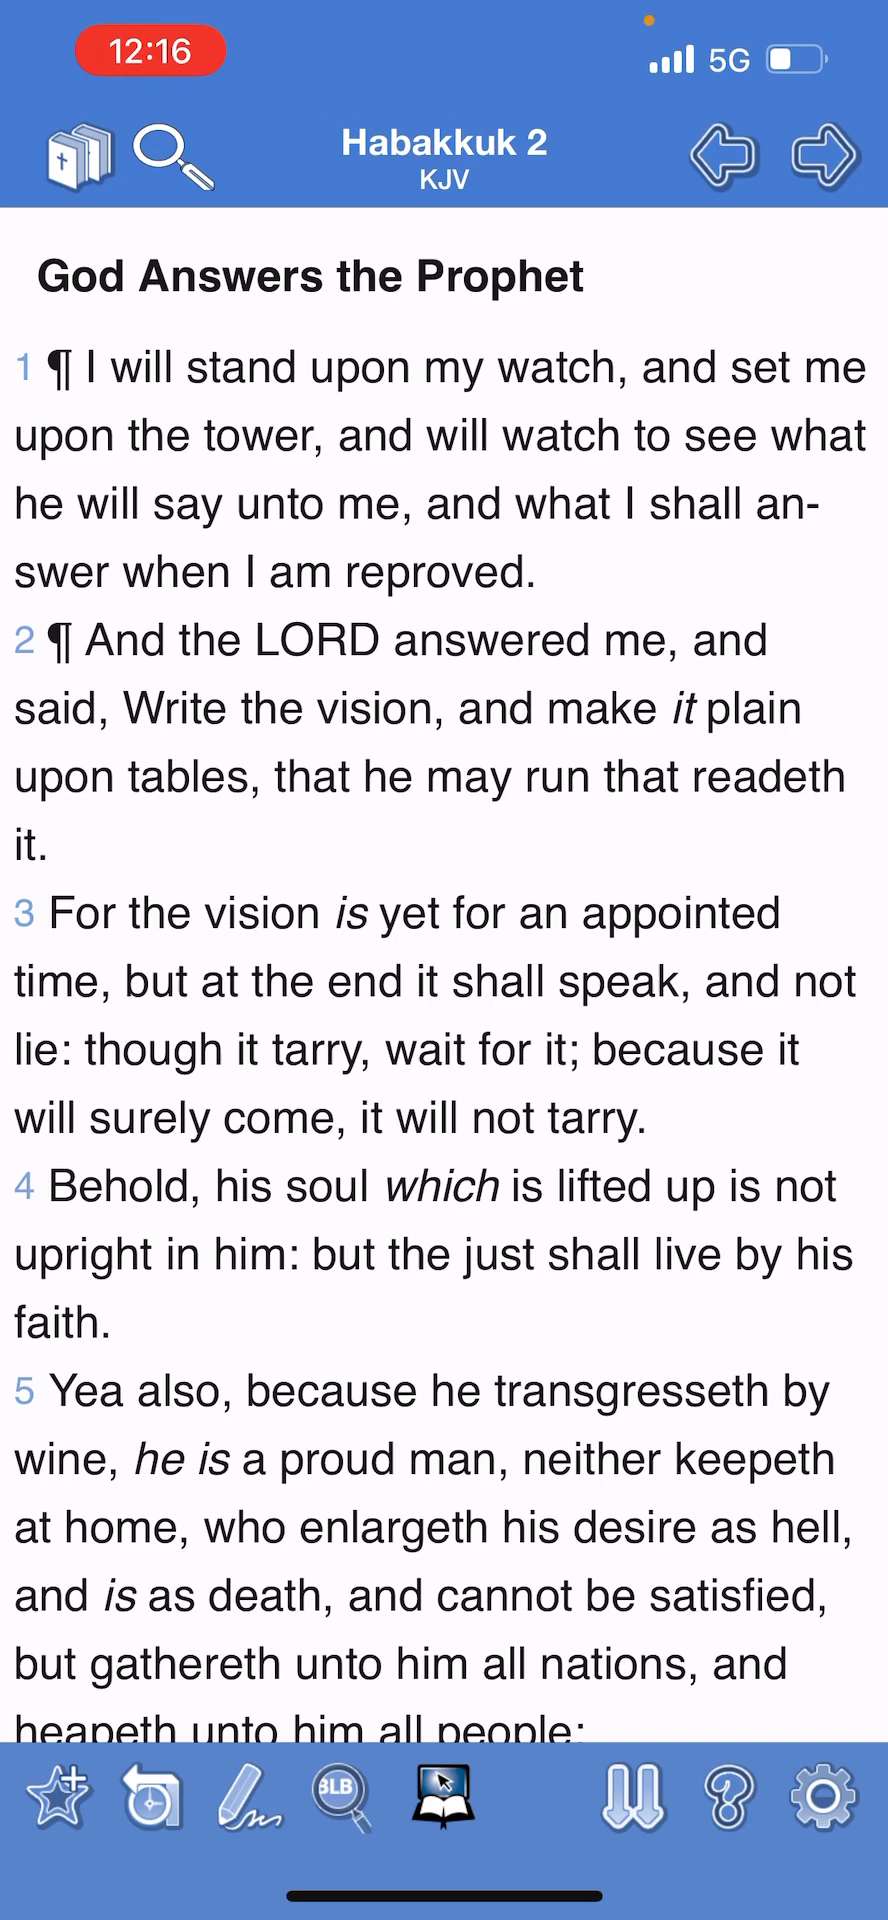 12:16
5G
Habakkuk 2
KJV
God Answers the Prophet
1 ¶ I will stand upon my watch, and set me
upon the tower, and will watch to see what
he will say unto me, and what I shall an-
swer when I am reproved.
2 ¶ And the LORD answered me, and
said, Write the vision, and make it plain
upon tables, that he may run that readeth
it.
3 For the vision is yet for an appointed
time, but at the end it shall speak, and not
lie: though it tarry, wait for it; because it
will surely come, it will not tarry.
4 Behold, his soul which is lifted up is not
upright in him: but the just shall live by his
faith.
5 Yea also, because he transgresseth by
wine, he is a proud man, neither keepeth
at home, who enlargeth his desire as hell,
and is as death, and cannot be satisfied,
but gathereth unto him all nations, and
heapeth unto him all people:
BLB